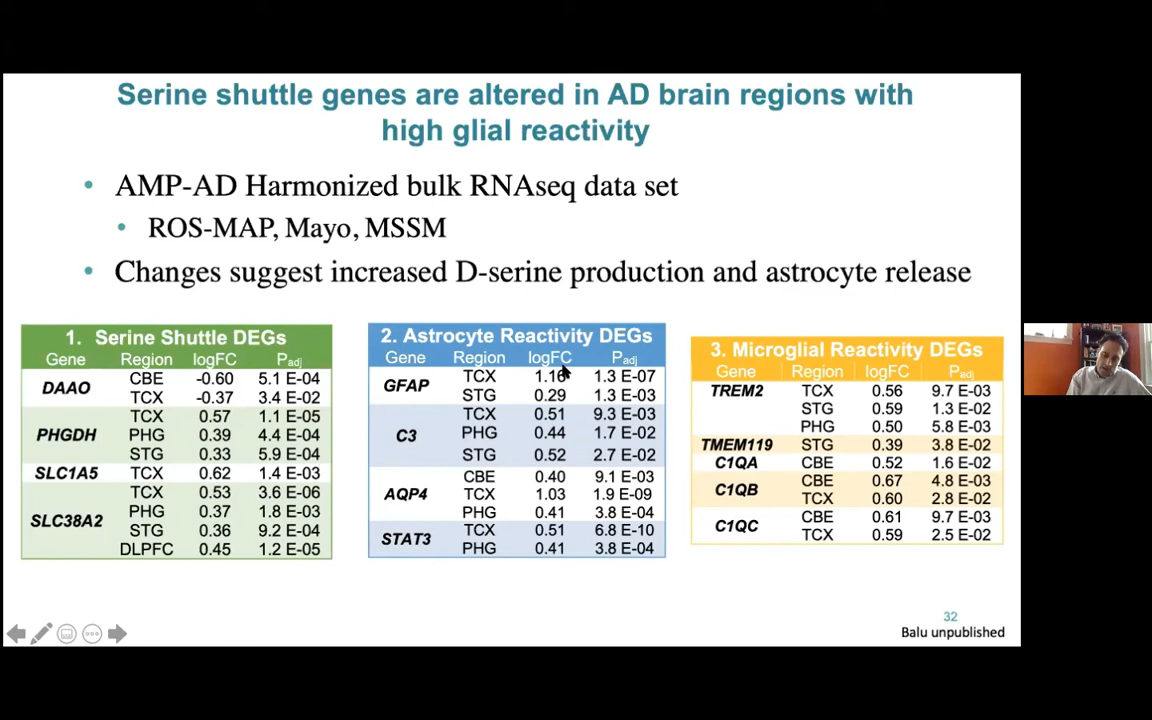 Serine shuttle genes are altered in AD brain regions with
high glial reactivity
• AMP-AD Harmonized bulk RNAseq data set
• ROS-MAP, Mayo, MSSM
• Changes suggest increased D-serine production and astrocyte release
1. Serine Shuttle DEGs
Gene Region logFC Padj
DAAO CBE -0.60 5.1 E-04
TCX -0.37 3.4 E-02
PHGDH TCX 0.57 1.1 E-05
PHG 0.39 4.4 E-04
STG 0.33 5.9 E-04
SLC1A5 TCX 0.62 1.4 E-03
SLC38A2 TCX 0.53 3.6 E-06
PHG 0.37 1.8 E-03
STG 0.36 9.2 E-04
DLPFC 0.45 1.2 E-05
2. Astrocyte Reactivity DEGs
Gene Region logFC Padj
GFAP TCX 1.16 1.3 E-07
STG 0.29 1.3 E-03
C3 TCX 0.51 9.3 E-03
PHG 0.44 1.7 E-02
STG 0.52 2.7 E-02
AQP4 CBE 0.40 9.1 E-03
TCX 1.03 1.9 E-09
PHG 0.41 3.8 E-04
STAT3 TCX 0.51 6.8 E-10
PHG 0.41 3.8 E-04
3. Microglial Reactivity DEGs
Gene Region logFC Padj
TREM2 TCX 0.56 9.7 E-03
STG 0.59 1.3 E-02
PHG 0.50 5.8 E-03
TMEM119 STG 0.39 3.8 E-02
C1QA CBE 0.52 1.6 E-02
C1QB CBE 0.67 4.8 E-03
TCX 0.60 2.8 E-02
C1QC CBE 0.61 9.7 E-03
TCX 0.59 2.5 E-02
32
Balu unpublished